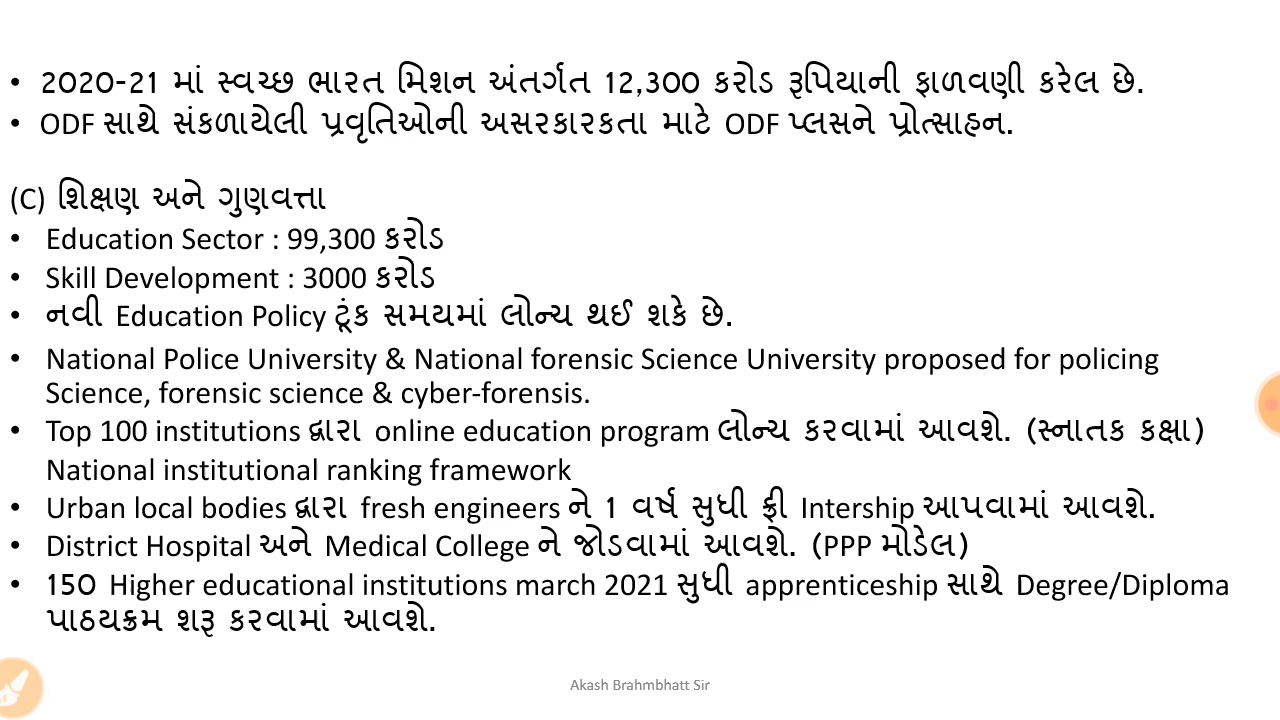 • 2020-21 માં સ્વચ્છ ભારત મિશન અંતર્ગત 12,300 કરોડ રૂપિયાની ફાળવણી કરેલ છે.
• ODF સાથે સંકળાયેલી પ્રવૃતિઓની અસરકારકતા માટે ODF પ્લસને પ્રોત્સાહન.
(C) શિક્ષણ અને ગુણવત્તા
• Education Sector : 99,300 કરોડ
• Skill Development : 3000 કરોડ
• નવી Education Policy ટૂંક સમયમાં લોન્ચ થઈ શકે છે.
• National Police University & National forensic Science University proposed for policing
Science, forensic science & cyber-forensis.
• Top 100 institutions દ્વારા online education program લોન્ચ કરવામાં આવશે. (સ્નાતક કક્ષા)
National institutional ranking framework
• Urban local bodies દ્વારા fresh engineers ને 1 વર્ષ સુધી ફ્રી Intership આપવામાં આવશે.
• District Hospital અને Medical College ને જોડવામાં આવશે. (PPP મોડેલ)
• 150 Higher educational institutions march 2021 સુધી apprenticeship સાથે Degree/Diploma
પાઠયક્રમ શરૂ કરવામાં આવશે.
Akash Brahmbhatt Sir